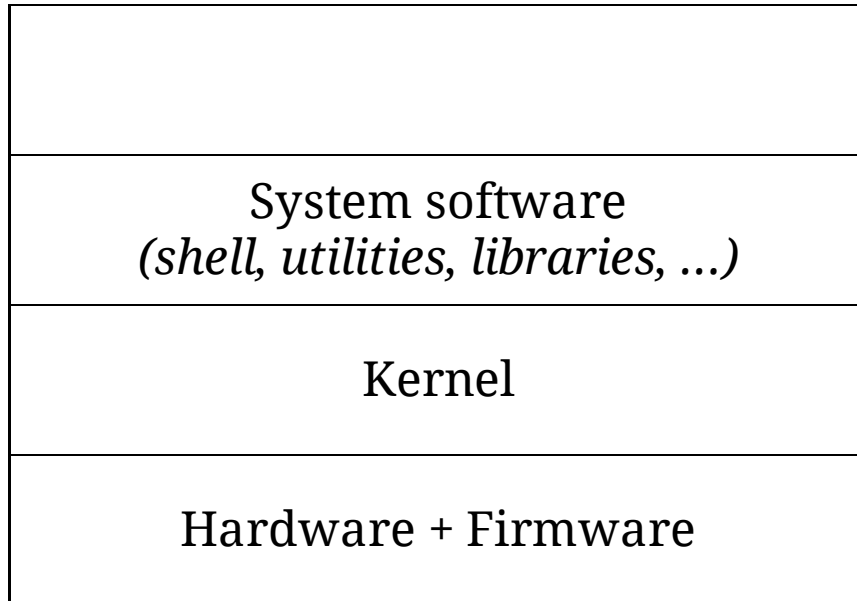 System software
(shell, utilities, libraries, …)
Kernel
Hardware + Firmware